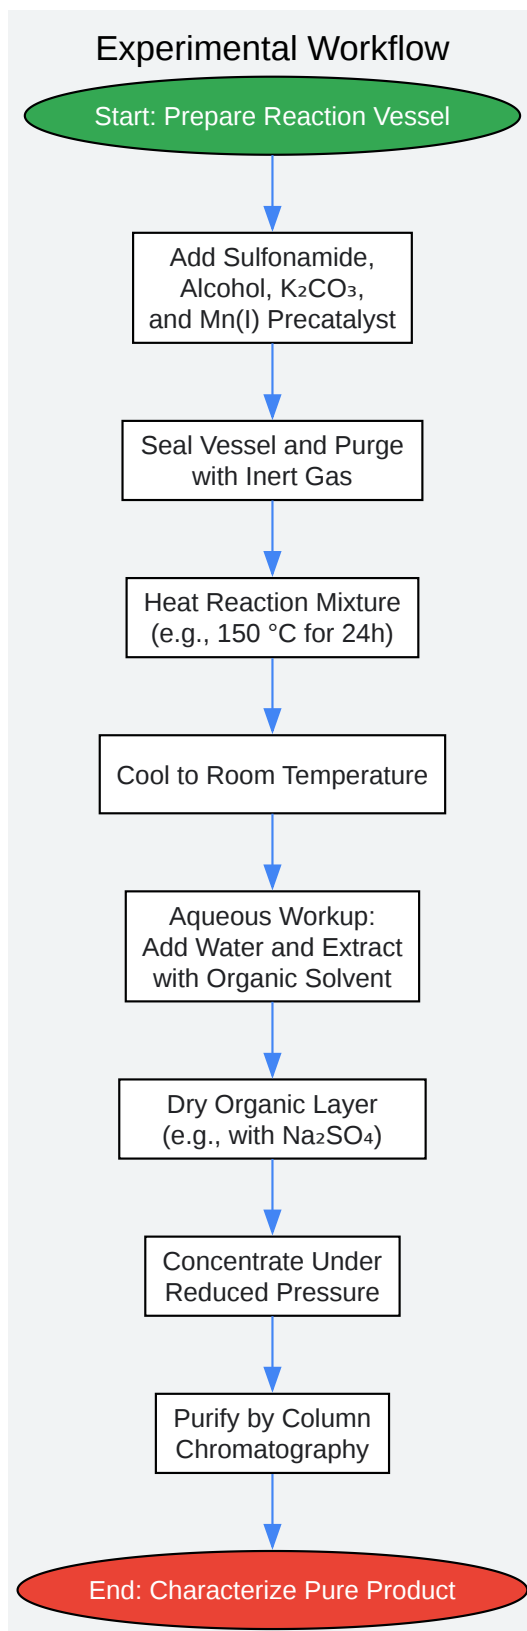 Experimental Workflow
Start: Prepare Reaction Vessel
Add Sulfonamide,
Alcohol, K₂CO₃,
and Mn(I) Precatalyst
Seal Vessel and Purge
with Inert Gas
Heat Reaction Mixture
(e.g., 150 °C for 24h)
Cool to Room Temperature
Aqueous Workup:
Add Water and Extract
with Organic Solvent
Dry Organic Layer
(e.g., with Na₂SO₄)
Concentrate Under
Reduced Pressure
Purify by Column
Chromatography
End: Characterize Pure Product